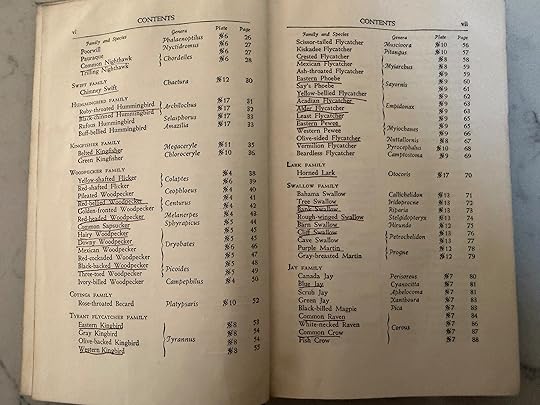 vi CONTENTS
Family and Species Genera Plate Page
Poorwill Phalaenoptilus 6 26
Pauraque Nyctidromus 6 27
Common Nighthawk 6 27
Trilling Nighthawk Chordeiles 6 28
SWIFT FAMILY
Chimney Swift Chaetura 12 30
HUMMINGBIRD FAMILY
Ruby-throated Hummingbird 17 31
Black-chinned Hummingbird Archilochus 17 32
Rufous Hummingbird Selasphorus 17 33
Buff-bellied Hummingbird Amazilia 17 33
KINGFISHER FAMILY
Belted Kingfisher Megaceryle 11 35
Green Kingfisher Chloroceryle 10 36
WOODPECKER FAMILY
Yellow-shafted Flicker 4 38
Red-shafted Flicker Colaptes 6 39
Pileated Woodpecker Ceophloeus 4 40
Red-bellied Woodpecker 4 41
Golden-fronted Woodpecker Centurus 4 42
Red-headed Woodpecker Melanerpes 4 43
Common Sapsucker Sphyrapicus 5 44
Hairy Woodpecker 5 45
Downy Woodpecker 5 45
Mexican Woodpecker Dryobates 6 46
Red-cockaded Woodpecker 5 47
Black-backed Woodpecker 5 48
Three-toed Woodpecker Picoides 5 49
Ivory-billed Woodpecker Campephilus 4 50
COTINGA FAMILY
Rose-throated Becard Platypsaris 10 52
TYRANT FLYCATCHER FAMILY
Eastern Kingbird 8 53
Gray Kingbird 8 54
Olive-backed Kingbird Tyrannus 8 54
Western Kingbird 8 55
CONTENTS vii
Family and Species Genera Plate Page
Scissor-tailed Flycatcher Muscivora 10 56
Kiskadee Flycatcher Pitangus 10 57
Crested Flycatcher 8 58
Mexican Flycatcher Myiarchus 8 59
Ash-throated Flycatcher 8 59
Eastern Phoebe 9 60
Say's Phoebe Sayornis 9 61
Yellow-bellied Flycatcher 9 62
Acadian Flycatcher 9 63
Alder Flycatcher Empidonax 9 63
Least Flycatcher 9 64
Eastern Pewee 9 65
Western Pewee Myiochanes 9 66
Olive-sided Flycatcher Nuttallornis 8 67
Vermilion Flycatcher Pyrocephalus 10 68
Beardless Flycatcher Camptostoma 9 69
LARK FAMILY
Horned Lark Otocoris 17 70
SWALLOW FAMILY
Bahama Swallow Callichelidon 13 71
Tree Swallow Iridoprocne 13 72
Bank Swallow Riparia 13 73
Rough-winged Swallow Stelgidopteryx 13 74
Barn Swallow Hirundo 12 75
Cliff Swallow 13 76
Cave Swallow Petrochelidon 13 77
Purple Martin 12 78
Gray-breasted Martin Progne 12 79
JAY FAMILY
Canada Jay Perisoreus 7 80
Blue Jay Cyanocitta 7 81
Scrub Jay Aphelocoma 7 81
Green Jay Xanthoura 7 83
Black-billed Magpie Pica 7 83
Common Raven 7 84
White-necked Raven 7 86
Common Crow Corvus 7 87
Fish Crow 7 88